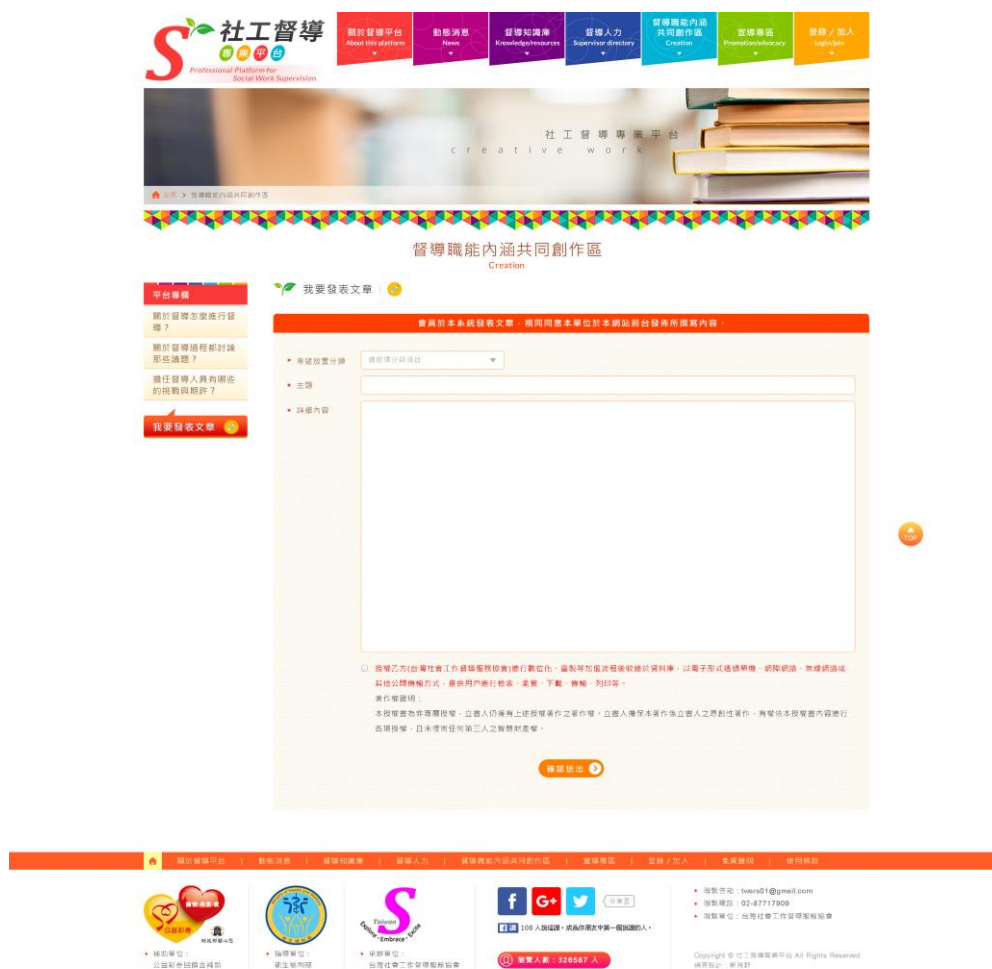 社工督導
專業平台
Professional Platform for
Social Work Supervision
關於督導平台
About this platform
動態消息
News
督導知識庫
Knowledge/resources
督導人力
Supervisor directory
督導職能內涵
共同創作區
Creation
宣導專區
Promotion/advocacy
登錄／加入
Login/join
社工督導專業平台
creative work
首頁 > 督導職能內涵共同創作區
督導職能內涵共同創作區
Creation
平台專欄
關於督導怎麼進行督
導？
關於督導過程都討論
那些議題？
擔任督導人員有哪些
的挑戰與期許？
我要發表文章
我要發表文章
會員於本系統發表文章，視同同意本單位於本網站前台發佈所撰寫內容。
希望放置分類
請選擇分類項目
主題
詳細內容
授權乙方(台灣社會工作督導服務協會)進行數位化、重製等加值流程後收錄於資料庫，以電子形式透過單機、網際網路、無線網路或
其他公開傳輸方式，提供用戶進行檢索、瀏覽、下載、傳輸、列印等。
著作權聲明：
本授權書為非專屬授權，立書人仍擁有上述授權著作之著作權。立書人擔保本著作係立書人之原創性著作，有權依本授權書內容進行
各項授權，且未侵害任何第三人之智慧財產權。
確認送出
TOP
關於督導平台 | 動態消息 | 督導知識庫 | 督導人力 | 督導職能內涵共同創作區 | 宣導專區 | 登錄／加入 | 免責聲明 | 使用條款
公益彩券
補助單位：
公益彩券回饋金補助
指導單位：
衛生福利部
Taiwan
Explore · Embrace · Excite
承辦單位：
台灣社會工作督導服務協會
f G+
分享至
讚 108 人說這讚。成為你朋友中第一個說讚的人。
瀏覽人數：326587 人
聯繫信箱：twsrs01@gmail.com
聯繫電話：02-87717909
聯繫單位：台灣社會工作督導服務協會
Copyright © 社工督導專業平台 All Rights Reserved